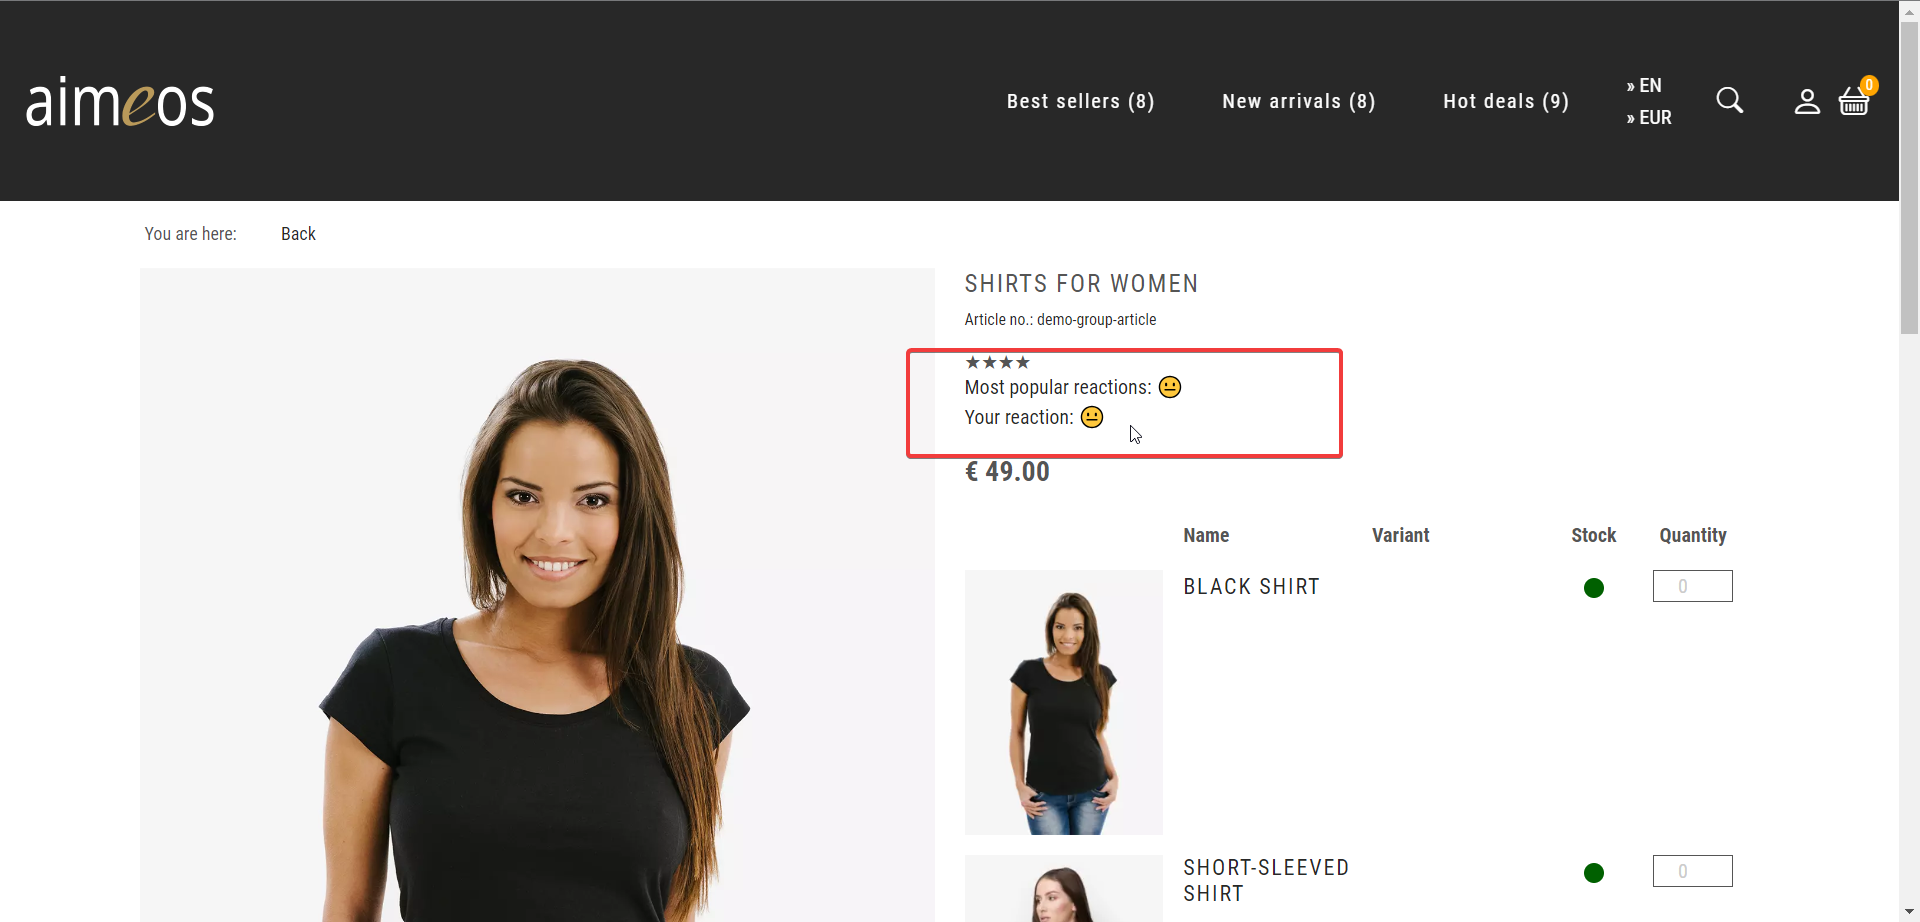 aimeos
Best sellers (8)
New arrivals (8)
Hot deals (9)
» EN
» EUR
0
You are here:
Back
SHIRTS FOR WOMEN
Article no.: demo-group-article
★★★★
Most popular reactions: 😐
Your reaction: 😐
€ 49.00
Name Variant Stock Quantity
BLACK SHIRT
0
SHORT-SLEEVED
SHIRT
0